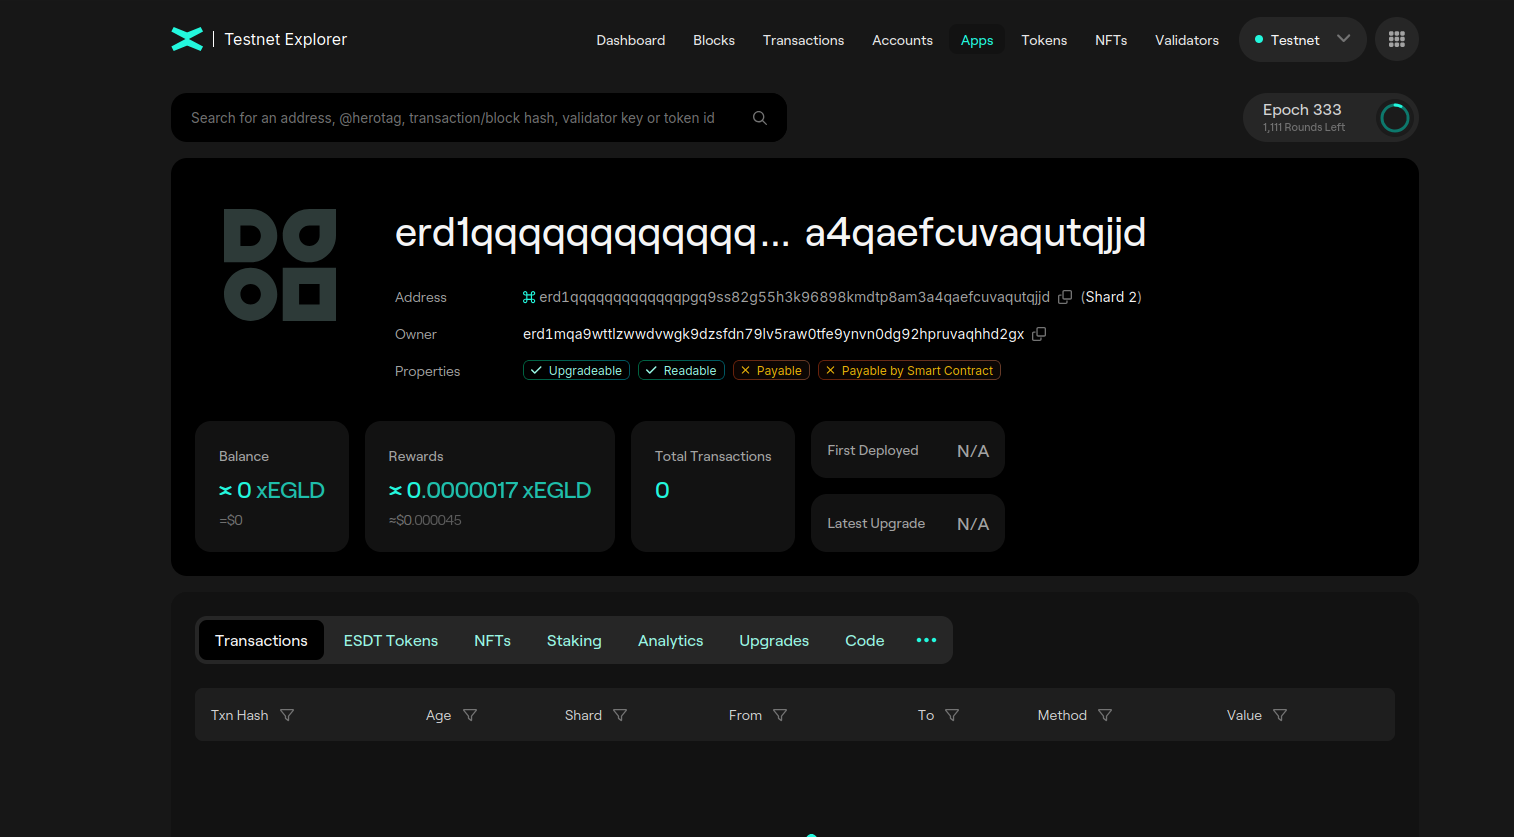 Testnet Explorer
Dashboard Blocks Transactions Accounts Apps Tokens NFTs Validators Testnet
Search for an address, @herotag, transaction/block hash, validator key or token id
Epoch 333
1,111 Rounds Left
erd1qqqqqqqqqqqqq... a4qaefcuvaqutqjjd
Address erd1qqqqqqqqqqqqqpgq9ss82g55h3k96898kmdtp8am3a4qaefcuvaqutqjjd (Shard 2)
Owner erd1mqa9wttlzwwdvwgk9dzsfdn79lv5raw0tfe9ynvn0dg92hpruvaqhhd2gx
Properties Upgradeable Readable Payable Payable by Smart Contract
Balance
0 xEGLD
=$0
Rewards
0.0000017 xEGLD
≈$0.000045
Total Transactions
0
First Deployed N/A
Latest Upgrade N/A
Transactions ESDT Tokens NFTs Staking Analytics Upgrades Code
Txn Hash Age Shard From To Method Value